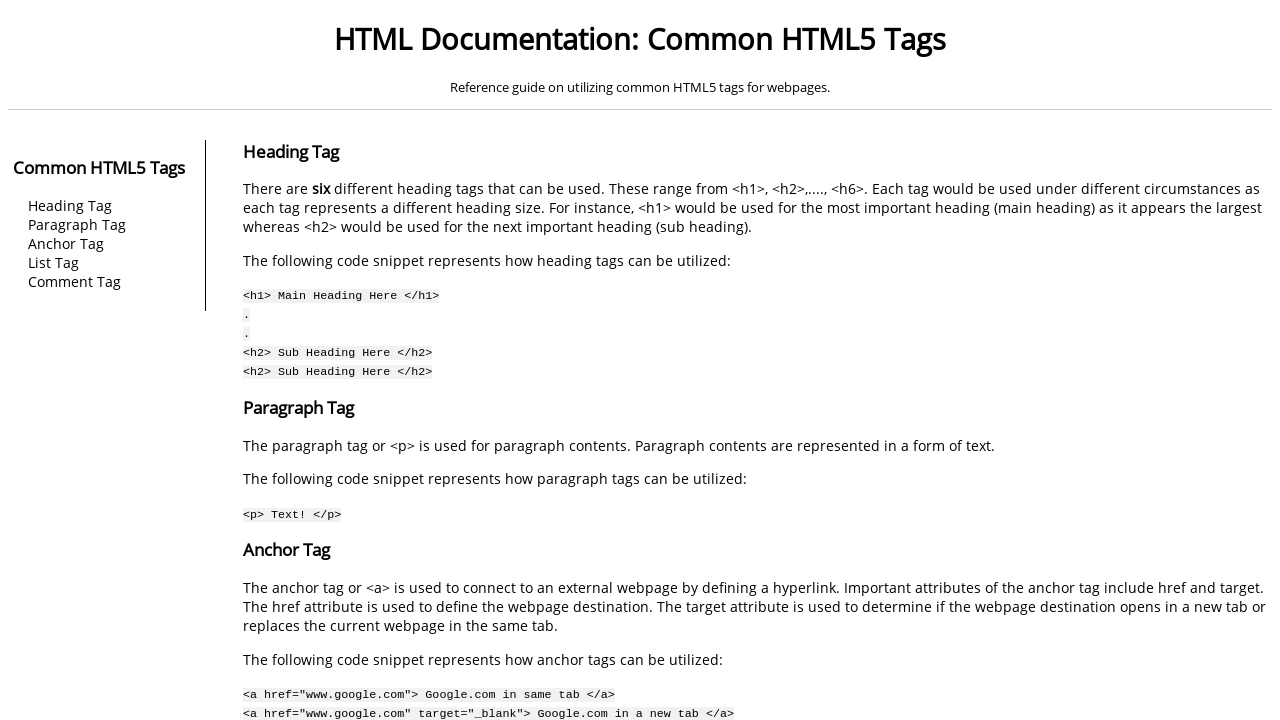 HTML Documentation: Common HTML5 Tags
Reference guide on utilizing common HTML5 tags for webpages.
Common HTML5 Tags
Heading Tag
Paragraph Tag
Anchor Tag
List Tag
Comment Tag
Heading Tag
There are six different heading tags that can be used. These range from <h1>, <h2>,...., <h6>. Each tag would be used under different circumstances as
each tag represents a different heading size. For instance, <h1> would be used for the most important heading (main heading) as it appears the largest
whereas <h2> would be used for the next important heading (sub heading).
The following code snippet represents how heading tags can be utilized:
<h1> Main Heading Here </h1>
.
.
<h2> Sub Heading Here </h2>
<h2> Sub Heading Here </h2>
Paragraph Tag
The paragraph tag or <p> is used for paragraph contents. Paragraph contents are represented in a form of text.
The following code snippet represents how paragraph tags can be utilized:
<p> Text! </p>
Anchor Tag
The anchor tag or <a> is used to connect to an external webpage by defining a hyperlink. Important attributes of the anchor tag include href and target.
The href attribute is used to define the webpage destination. The target attribute is used to determine if the webpage destination opens in a new tab or
replaces the current webpage in the same tab.
The following code snippet represents how anchor tags can be utilized:
<a href="www.google.com"> Google.com in same tab </a>
<a href="www.google.com" target="_blank"> Google.com in a new tab </a>